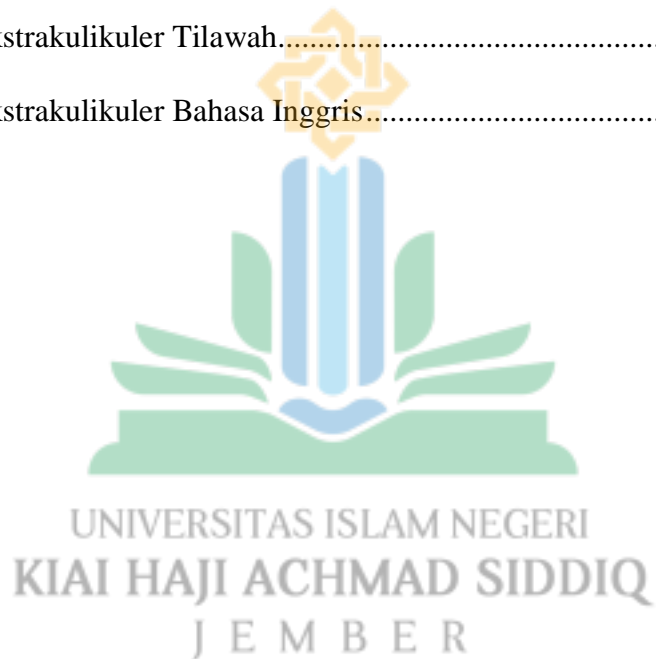 kstrakulikuler Tilawah................................................
kstrakulikuler Bahasa Inggris.....................................
UNIVERSITAS ISLAM NEGERI
KIAI HAJI ACHMAD SIDDIQ
J E M B E R